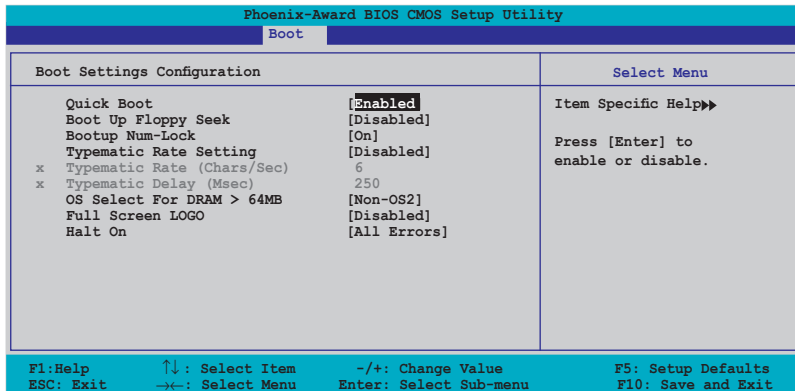 Phoenix-Award BIOS CMOS Setup Utility
Boot
Boot Settings Configuration
Select Menu
Quick Boot [Enabled
Boot Up Floppy Seek [Disabled]
Bootup Num-Lock [On]
Typematic Rate Setting [Disabled]
x Typematic Rate (Chars/Sec) 6
x Typematic Delay (Msec) 250
OS Select For DRAM > 64MB [Non-OS2]
Full Screen LOGO [Disabled]
Halt On [All Errors]
Item Specific Help▶▶
Press [Enter] to
enable or disable.
F1:Help ↑↓: Select Item -/+: Change Value F5: Setup Defaults
ESC: Exit →←: Select Menu Enter: Select Sub-menu F10: Save and Exit